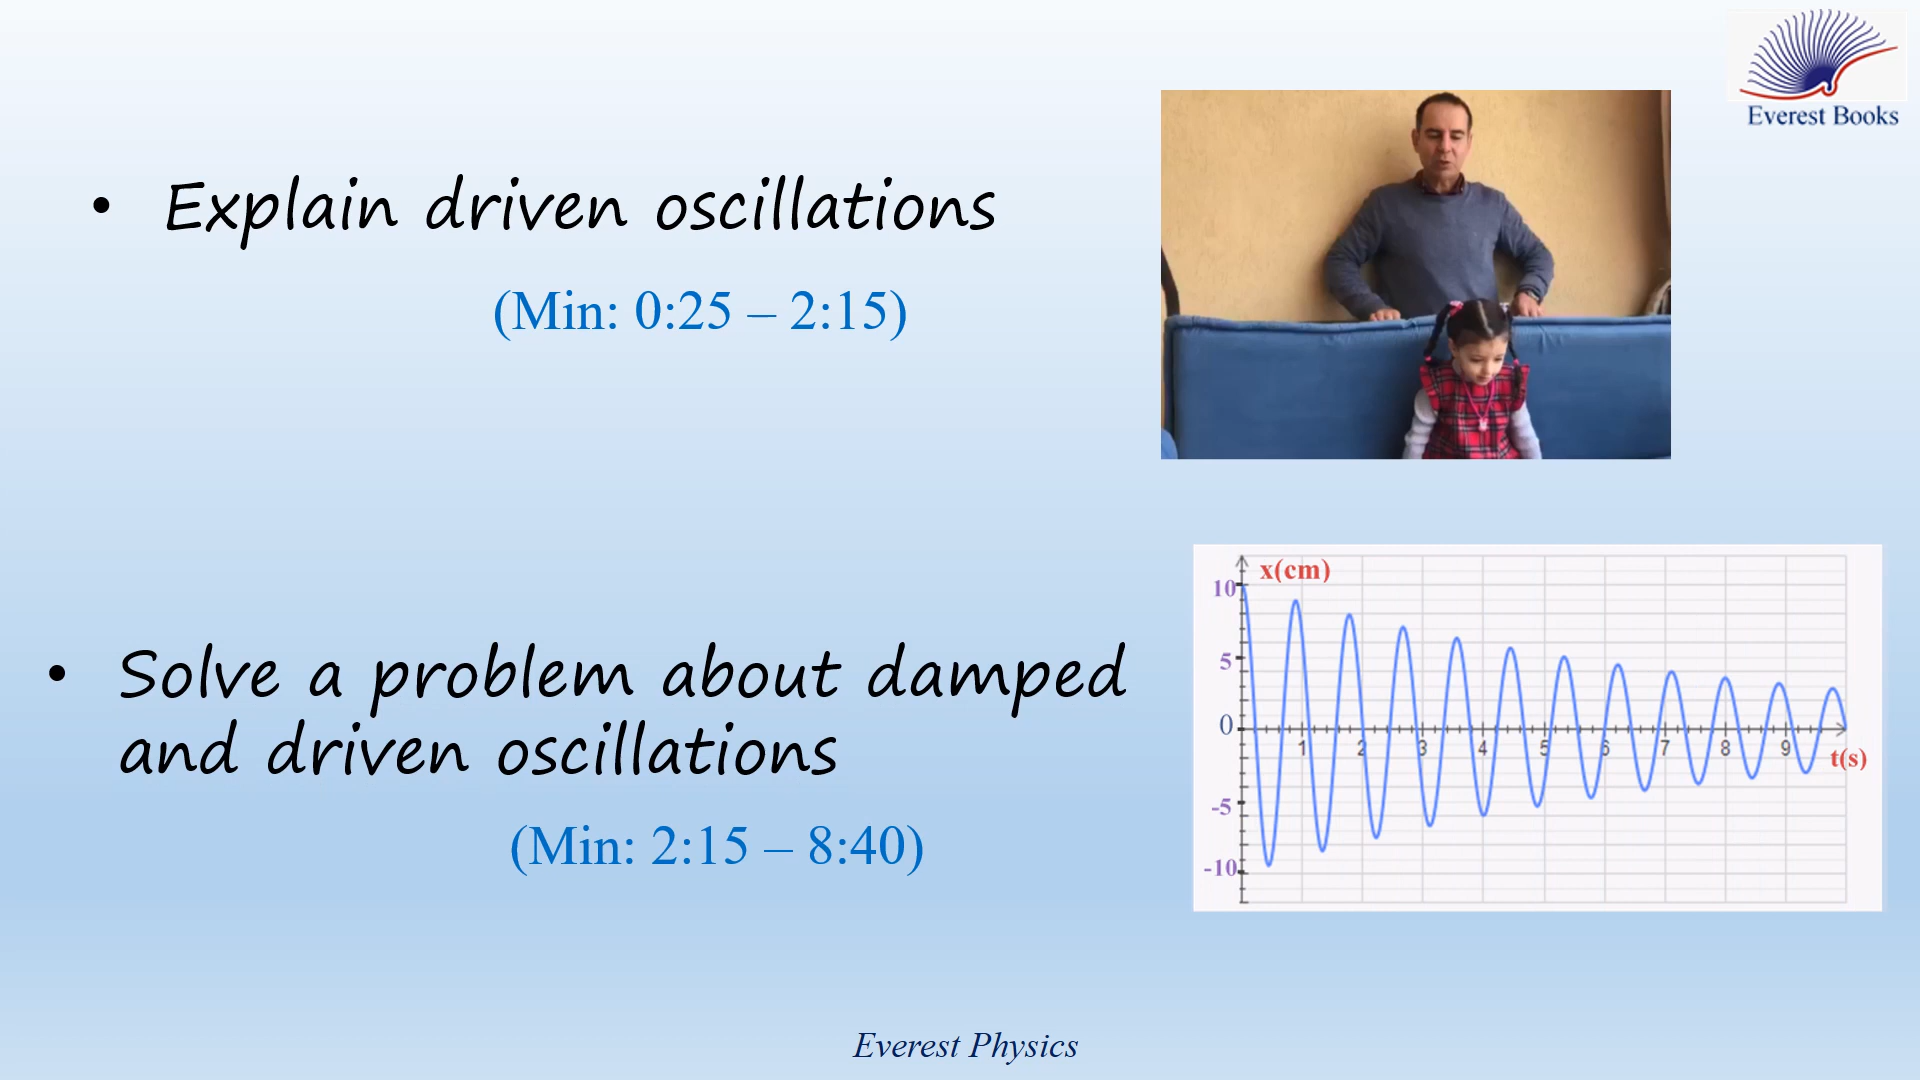 Everest Books
• Explain driven oscillations
(Min: 0:25 – 2:15)
• Solve a problem about damped
and driven oscillations
(Min: 2:15 – 8:40)
x(cm)
10
5
0
-5
-10
1 2 3 4 5 6 7 8 9
t(s)
Everest Physics